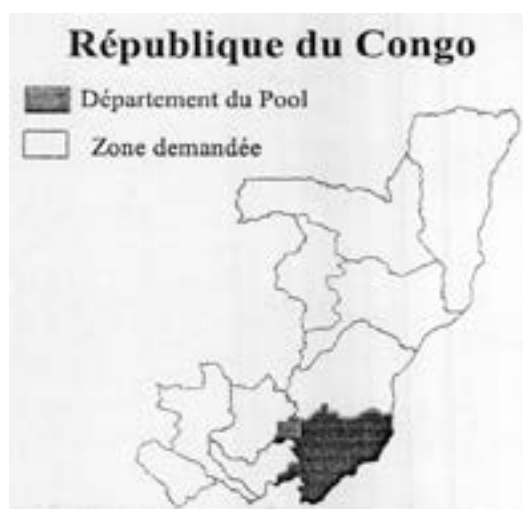 République du Congo
Département du Pool
Zone demandée